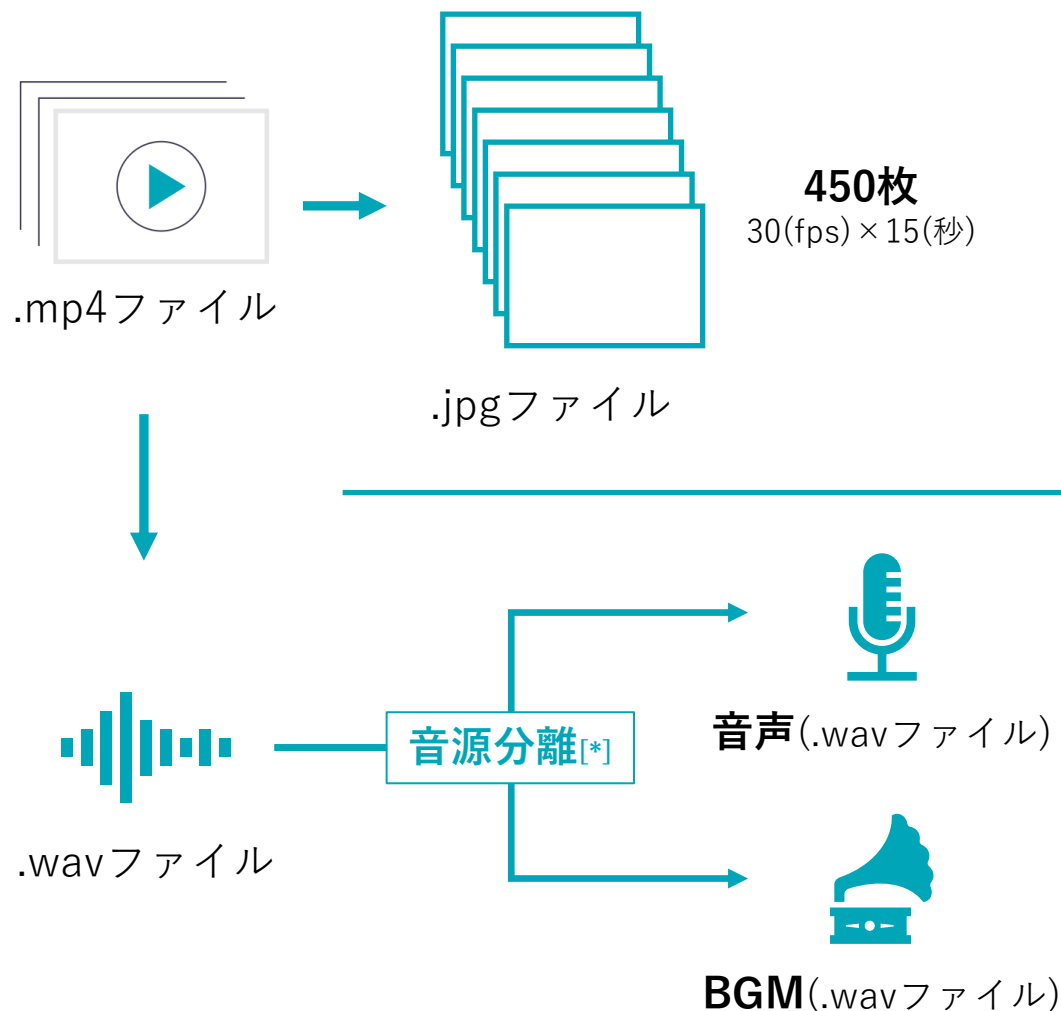 450枚
30(fps)×15(秒)
.mp4ファイル
.jpgファイル
音源分離[*]
音声(.wavファイル)
.wavファイル
BGM(.wavファイル)